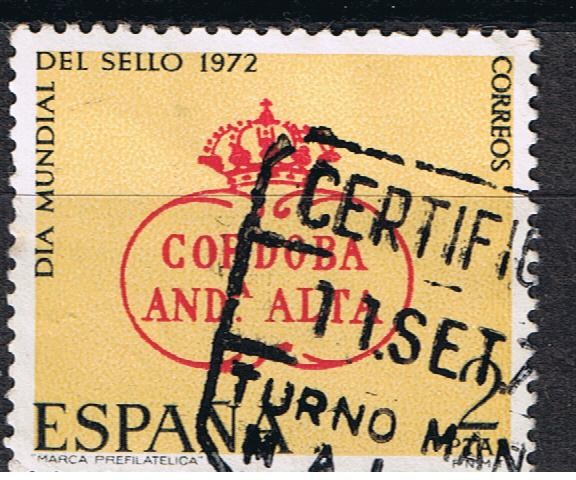 DIA MUNDIAL
DEL SELLO 1972
CORREOS
CORDOBA
AND.ᴬ ALTA
CERTIFIC
11.SET
TURNO
2
PTA
ESPAÑA
"MARCA PREFILATELICA"